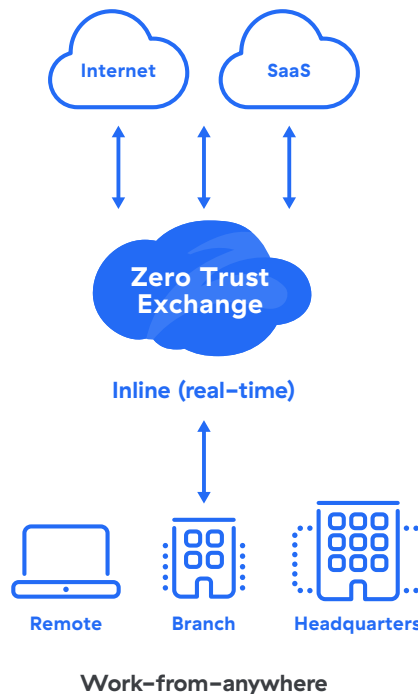 Internet
SaaS
Zero Trust
Exchange
Inline (real-time)
Remote
Branch
Headquarters
Work-from-anywhere